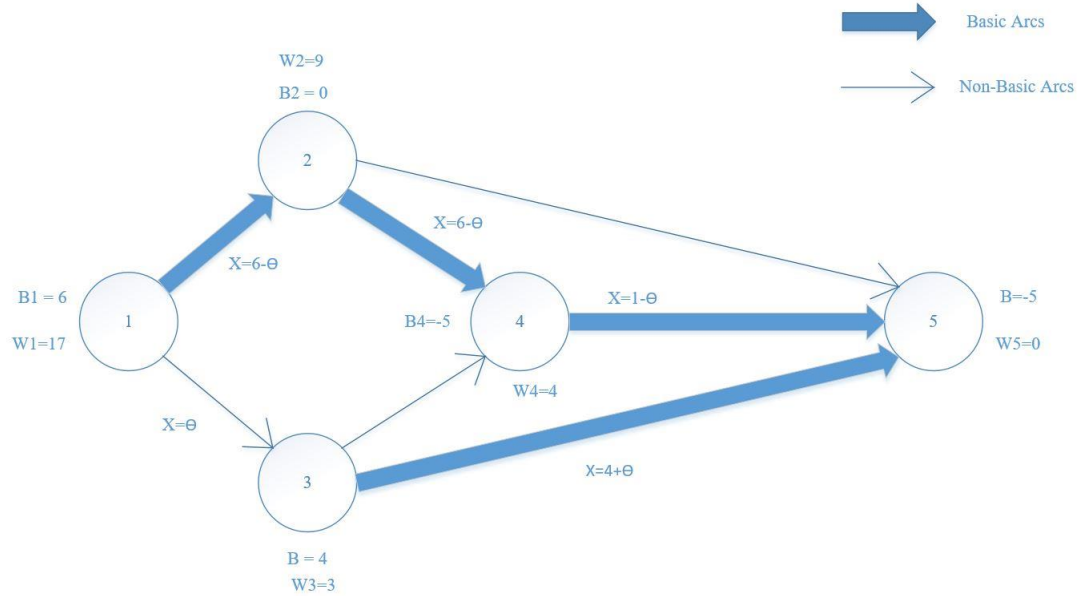 Basic Arcs
Non-Basic Arcs
W2=9
B2 = 0
2
X=6-Ө
X=6-Ө
B1 = 6
1
W1=17
X=1-Ө
B4=-5
4
W4=4
5
B=-5
W5=0
X=Ө
3
X=4+Ө
B = 4
W3=3